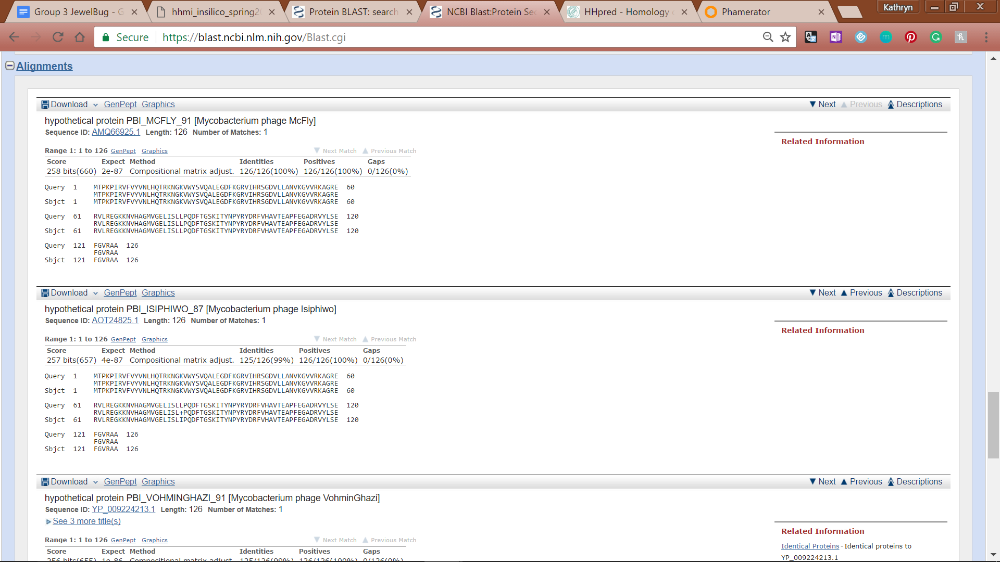 Group 3 JewelBug - G
hhmi_insilico_spring20
Protein BLAST: search
NCBI Blast:Protein Sec
HHpred - Homology
Phamerator
Kathryn
Secure https://blast.ncbi.nlm.nih.gov/Blast.cgi
Alignments
Download GenPept Graphics Next Previous Descriptions
hypothetical protein PBI_MCFLY_91 [Mycobacterium phage McFly]
Sequence ID: AMQ66925.1 Length: 126 Number of Matches: 1
Related Information
Range 1: 1 to 126 GenPept Graphics Next Match Previous Match
Score Expect Method Identities Positives Gaps
258 bits(660) 2e-87 Compositional matrix adjust. 126/126(100%) 126/126(100%) 0/126(0%)
Query 1 MTPKPIRVFVYVNLHQTRKNGKVWYSVQALEGDFKGRVIHRSGDVLLANVKGVVRKAGRE 60
MTPKPIRVFVYVNLHQTRKNGKVWYSVQALEGDFKGRVIHRSGDVLLANVKGVVRKAGRE
Sbjct 1 MTPKPIRVFVYVNLHQTRKNGKVWYSVQALEGDFKGRVIHRSGDVLLANVKGVVRKAGRE 60
Query 61 RVLREGKKNVHAGMVGELISLLPQDFTGSKITYNPYRYDRFVHAVTEAPFEGADRVYLSE 120
RVLREGKKNVHAGMVGELISLLPQDFTGSKITYNPYRYDRFVHAVTEAPFEGADRVYLSE
Sbjct 61 RVLREGKKNVHAGMVGELISLLPQDFTGSKITYNPYRYDRFVHAVTEAPFEGADRVYLSE 120
Query 121 FGVRAA 126
FGVRAA
Sbjct 121 FGVRAA 126
Download GenPept Graphics Next Previous Descriptions
hypothetical protein PBI_ISIPHIWO_87 [Mycobacterium phage Isiphiwo]
Sequence ID: AOT24825.1 Length: 126 Number of Matches: 1
Related Information
Range 1: 1 to 126 GenPept Graphics Next Match Previous Match
Score Expect Method Identities Positives Gaps
257 bits(657) 4e-87 Compositional matrix adjust. 125/126(99%) 126/126(100%) 0/126(0%)
Query 1 MTPKPIRVFVYVNLHQTRKNGKVWYSVQALEGDFKGRVIHRSGDVLLANVKGVVRKAGRE 60
MTPKPIRVFVYVNLHQTRKNGKVWYSVQALEGDFKGRVIHRSGDVLLANVKGVVRKAGRE
Sbjct 1 MTPKPIRVFVYVNLHQTRKNGKVWYSVQALEGDFKGRVIHRSGDVLLANVKGVVRKAGRE 60
Query 61 RVLREGKKNVHAGMVGELISLLPQDFTGSKITYNPYRYDRFVHAVTEAPFEGADRVYLSE 120
RVLREGKKNVHAGMVGELISL+PQDFTGSKITYNPYRYDRFVHAVTEAPFEGADRVYLSE
Sbjct 61 RVLREGKKNVHAGMVGELISLIPQDFTGSKITYNPYRYDRFVHAVTEAPFEGADRVYLSE 120
Query 121 FGVRAA 126
FGVRAA
Sbjct 121 FGVRAA 126
Download GenPept Graphics Next Previous Descriptions
hypothetical protein PBI_VOHMINGHAZI_91 [Mycobacterium phage VohminGhazi]
Sequence ID: YP_009224213.1 Length: 126 Number of Matches: 1
See 3 more title(s)
Related Information
Range 1: 1 to 126 GenPept Graphics Next Match Previous Match
Identical Proteins - Identical proteins to
Score Expect Method Identities Positives Gaps
YP_009224213.1
256 bits(655) 1e-86 Compositional matrix adjust. 125/126(99%) 126/126(100%) 0/126(0%)